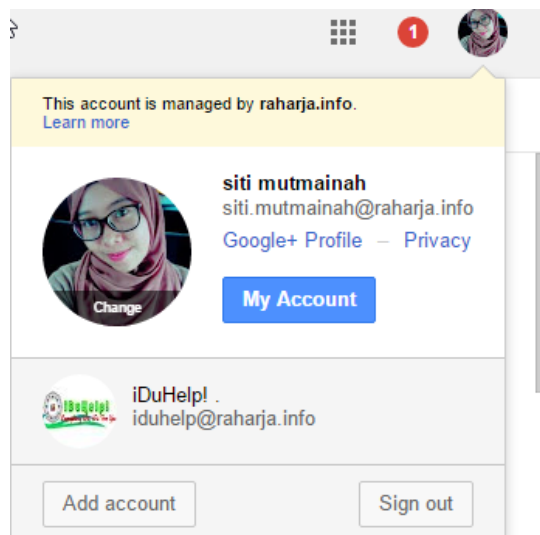 1
This account is managed by raharja.info.
Learn more
siti mutmainah
siti.mutmainah@raharja.info
Google+ Profile – Privacy
Change
My Account
iDuHelp!
iDuHelp! .
iduhelp@raharja.info
Add account
Sign out